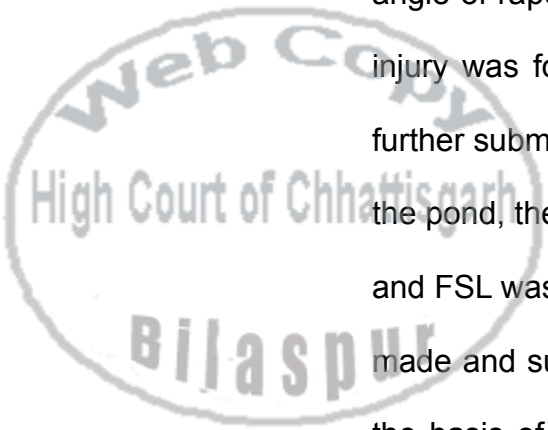 angle of rape
Web Copy
injury was fo
further subm
High Court of Chhattisgarh
the pond, the
and FSL was
Bilaspur
made and su
the basis of